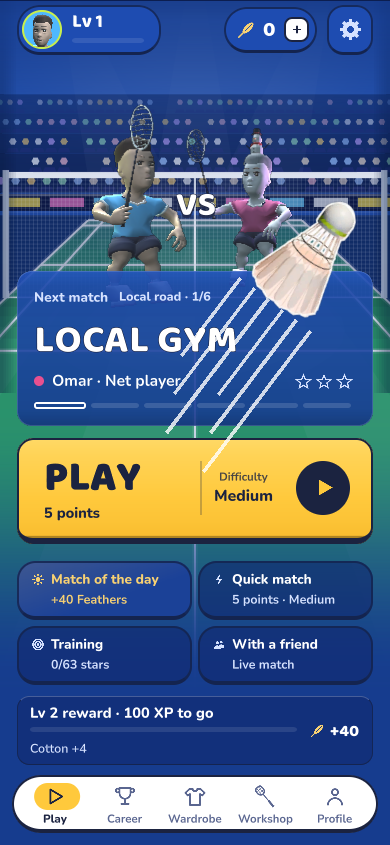 Lv 1
0 +
VS
Next match Local road · 1/6
LOCAL GYM
Omar · Net player
PLAY
5 points
Difficulty
Medium
Match of the day
+40 Feathers
Quick match
5 points · Medium
Training
0/63 stars
With a friend
Live match
Lv 2 reward · 100 XP to go
+40
Cotton +4
Play Career Wardrobe Workshop Profile